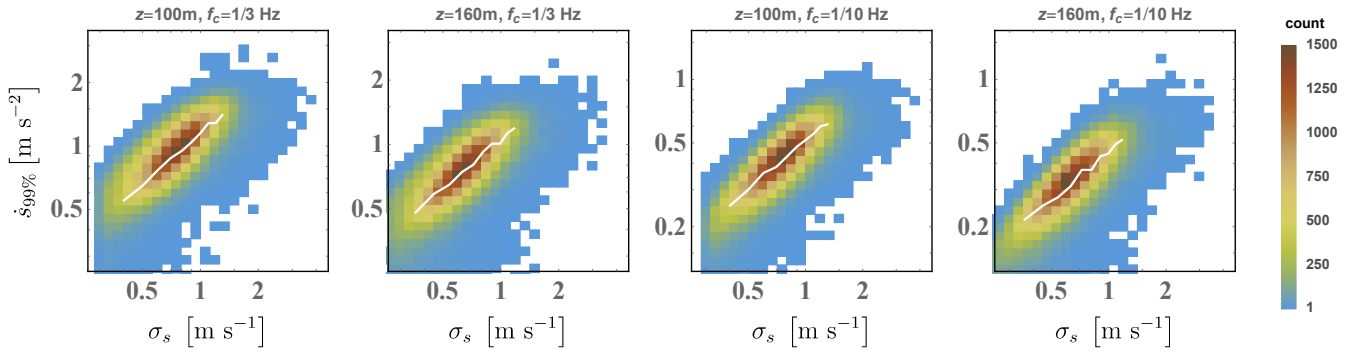 z=100m, f_c=1/3 Hz
z=160m, f_c=1/3 Hz
z=100m, f_c=1/10 Hz
z=160m, f_c=1/10 Hz
count
ṡ_99% [m s⁻²]
2
1
0.5
2
1
0.5
1
0.5
0.2
1
0.5
0.2
1500
1250
1000
750
500
250
1
0.5 1 2
0.5 1 2
0.5 1 2
0.5 1 2
σ_s [m s⁻¹]
σ_s [m s⁻¹]
σ_s [m s⁻¹]
σ_s [m s⁻¹]